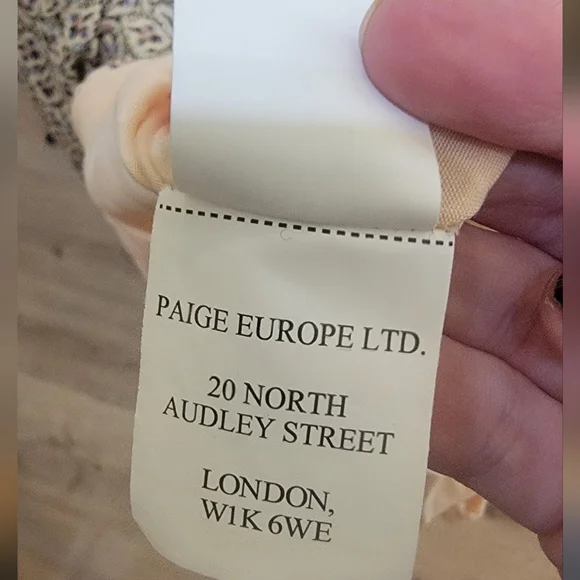 PAIGE EUROPE LTD.
20 NORTH
AUDLEY STREET
LONDON,
W1K 6WE